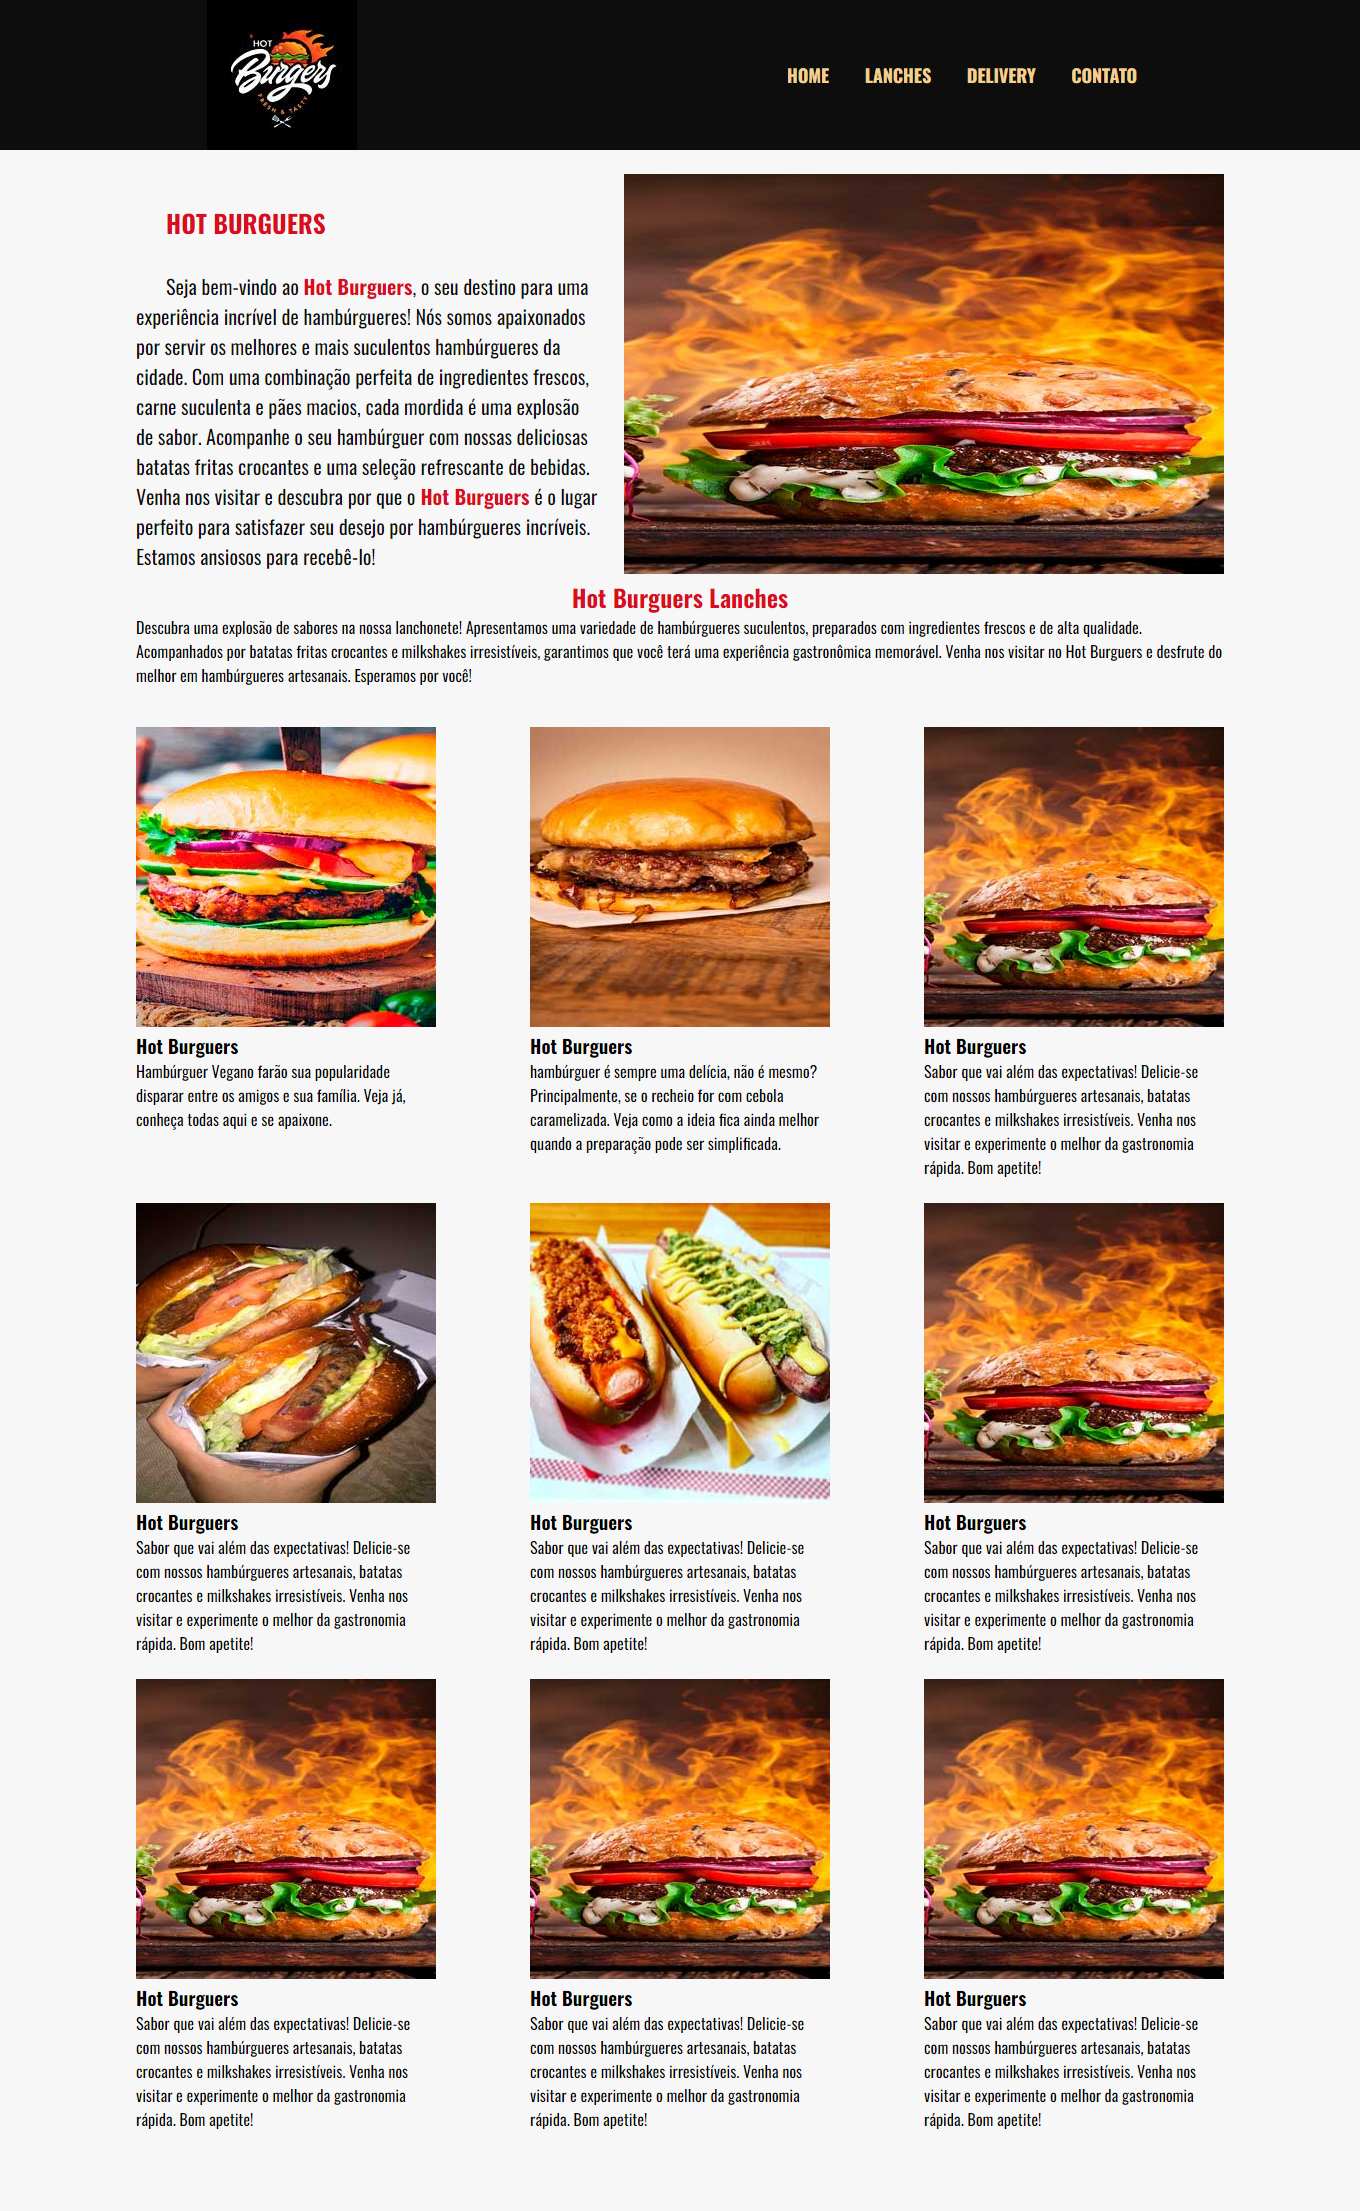 HOT
Burgers
FRESH & TASTY
HOME LANCHES DELIVERY CONTATO
HOT BURGUERS
Seja bem-vindo ao Hot Burguers, o seu destino para uma
experiência incrível de hambúrgueres! Nós somos apaixonados
por servir os melhores e mais suculentos hambúrgueres da
cidade. Com uma combinação perfeita de ingredientes frescos,
carne suculenta e pães macios, cada mordida é uma explosão
de sabor. Acompanhe o seu hambúrguer com nossas deliciosas
batatas fritas crocantes e uma seleção refrescante de bebidas.
Venha nos visitar e descubra por que o Hot Burguers é o lugar
perfeito para satisfazer seu desejo por hambúrgueres incríveis.
Estamos ansiosos para recebê-lo!
Hot Burguers Lanches
Descubra uma explosão de sabores na nossa lanchonete! Apresentamos uma variedade de hambúrgueres suculentos, preparados com ingredientes frescos e de alta qualidade.
Acompanhados por batatas fritas crocantes e milkshakes irresistíveis, garantimos que você terá uma experiência gastronômica memorável. Venha nos visitar no Hot Burguers e desfrute do
melhor em hambúrgueres artesanais. Esperamos por você!
Hot Burguers
Hambúrguer Vegano farão sua popularidade
disparar entre os amigos e sua família. Veja já,
conheça todas aqui e se apaixone.
Hot Burguers
hambúrguer é sempre uma delícia, não é mesmo?
Principalmente, se o recheio for com cebola
caramelizada. Veja como a ideia fica ainda melhor
quando a preparação pode ser simplificada.
Hot Burguers
Sabor que vai além das expectativas! Delicie-se
com nossos hambúrgueres artesanais, batatas
crocantes e milkshakes irresistíveis. Venha nos
visitar e experimente o melhor da gastronomia
rápida. Bom apetite!
Hot Burguers
Sabor que vai além das expectativas! Delicie-se
com nossos hambúrgueres artesanais, batatas
crocantes e milkshakes irresistíveis. Venha nos
visitar e experimente o melhor da gastronomia
rápida. Bom apetite!
Hot Burguers
Sabor que vai além das expectativas! Delicie-se
com nossos hambúrgueres artesanais, batatas
crocantes e milkshakes irresistíveis. Venha nos
visitar e experimente o melhor da gastronomia
rápida. Bom apetite!
Hot Burguers
Sabor que vai além das expectativas! Delicie-se
com nossos hambúrgueres artesanais, batatas
crocantes e milkshakes irresistíveis. Venha nos
visitar e experimente o melhor da gastronomia
rápida. Bom apetite!
Hot Burguers
Sabor que vai além das expectativas! Delicie-se
com nossos hambúrgueres artesanais, batatas
crocantes e milkshakes irresistíveis. Venha nos
visitar e experimente o melhor da gastronomia
rápida. Bom apetite!
Hot Burguers
Sabor que vai além das expectativas! Delicie-se
com nossos hambúrgueres artesanais, batatas
crocantes e milkshakes irresistíveis. Venha nos
visitar e experimente o melhor da gastronomia
rápida. Bom apetite!
Hot Burguers
Sabor que vai além das expectativas! Delicie-se
com nossos hambúrgueres artesanais, batatas
crocantes e milkshakes irresistíveis. Venha nos
visitar e experimente o melhor da gastronomia
rápida. Bom apetite!